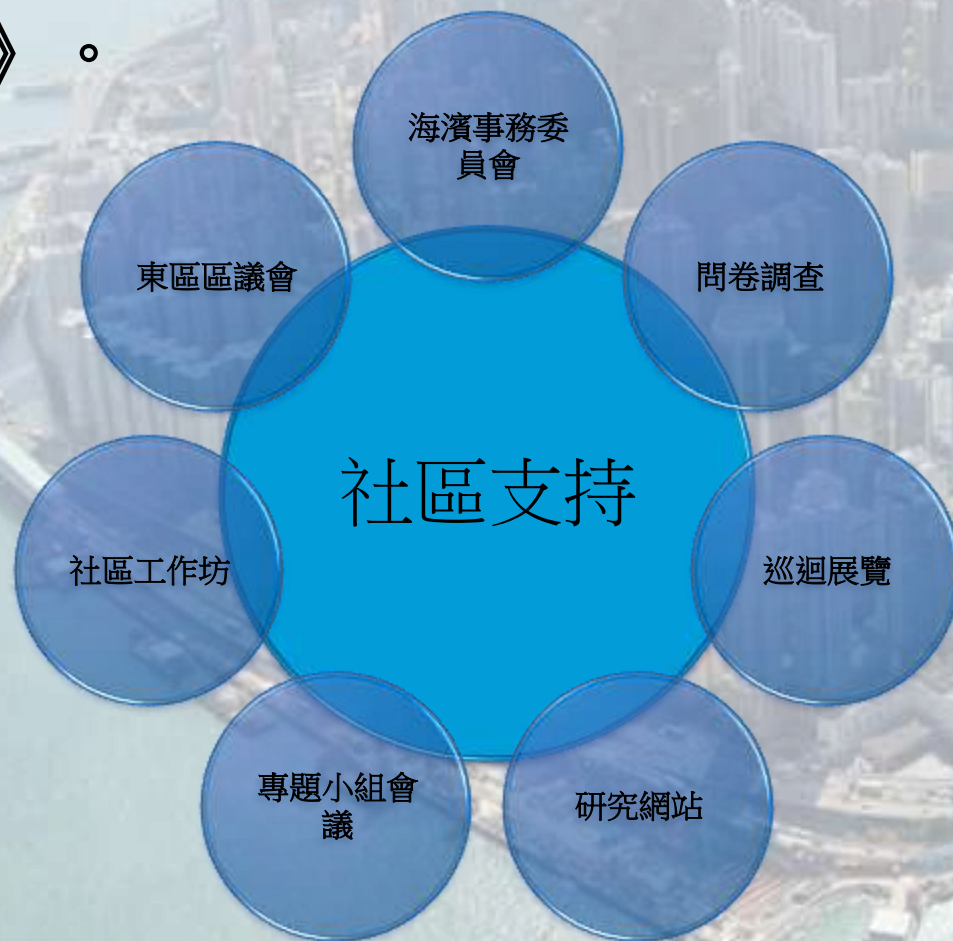 》。
海濱事務委
員會
東區區議會
問卷調查
社區支持
社區工作坊
巡迴展覽
專題小組會
議
研究網站